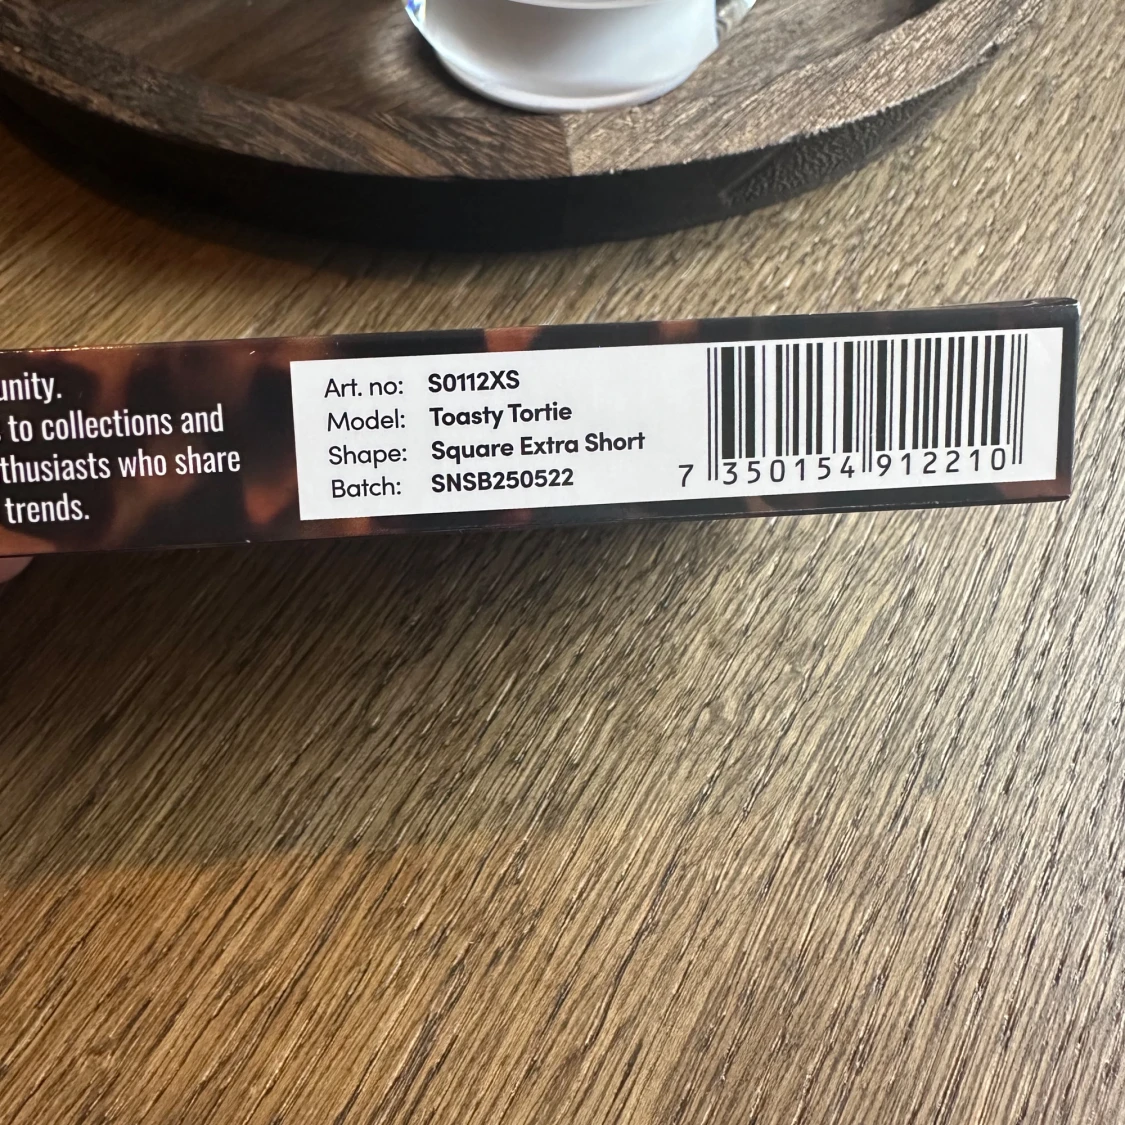 unity.
to collections and
thusiasts who share
trends.
Art. no: S0112XS
Model: Toasty Tortie
Shape: Square Extra Short
Batch: SNSB250522
7 350154 912210